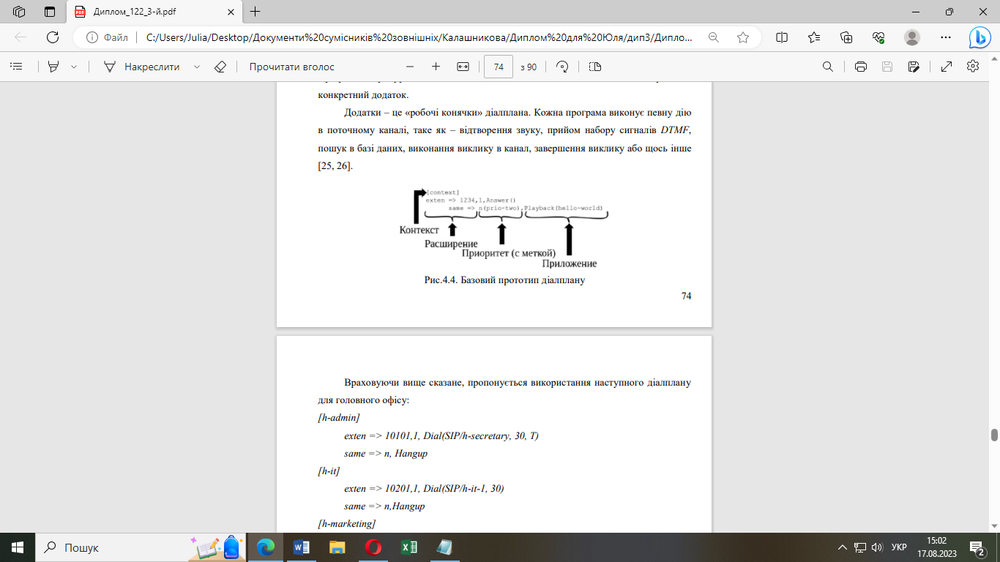 Диплом_122_3-й.pdf
Файл
C:/Users/Julia/Desktop/Документи%20сумісників%20зовнішніх/Калашникова/Диплом%20для%20Юля/дип3/Дипло...
Накреслити
Прочитати вголос
74
з 90
конкретний додаток.
Додатки – це «робочі конячки» діалплана. Кожна програма виконує певну дію
в поточному каналі, таке як – відтворення звуку, прийом набору сигналів DTMF,
пошук в базі даних, виконання виклику в канал, завершення виклику або щось інше
[25, 26].
[context]
exten => 1234,1,Answer()
same => n(prio-two),Playback(hello-world)
Контекст
Расширение
Приоритет (с меткой)
Приложение
Рис.4.4. Базовий прототип діалплану
74
Враховуючи вище сказане, пропонується використання наступного діалплану
для головного офісу:
[h-admin]
exten => 10101,1, Dial(SIP/h-secretary, 30, T)
same => n, Hangup
[h-it]
exten => 10201,1, Dial(SIP/h-it-1, 30)
same => n,Hangup
[h-marketing]
Пошук
УКР
15:02
17.08.2023
2